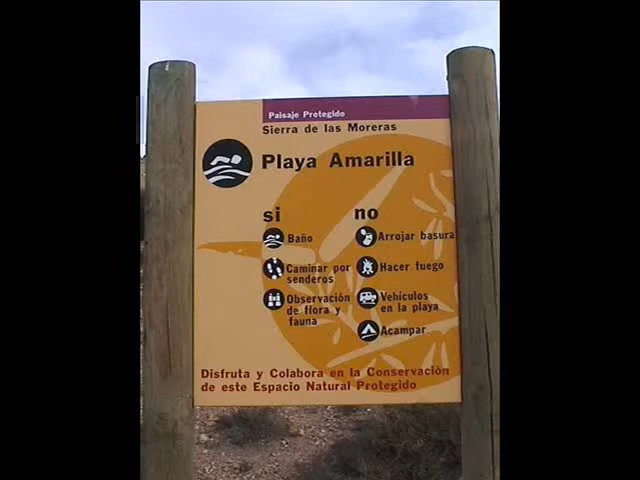 Paisaje Protegido
Sierra de las Moreras
Playa Amarilla
si
no
Baño
Caminar por
senderos
Observación
de flora y
fauna
Arrojar basura
Hacer fuego
Vehículos
en la playa
Acampar
Disfruta y Colabora en la Conservación
de este Espacio Natural Protegido